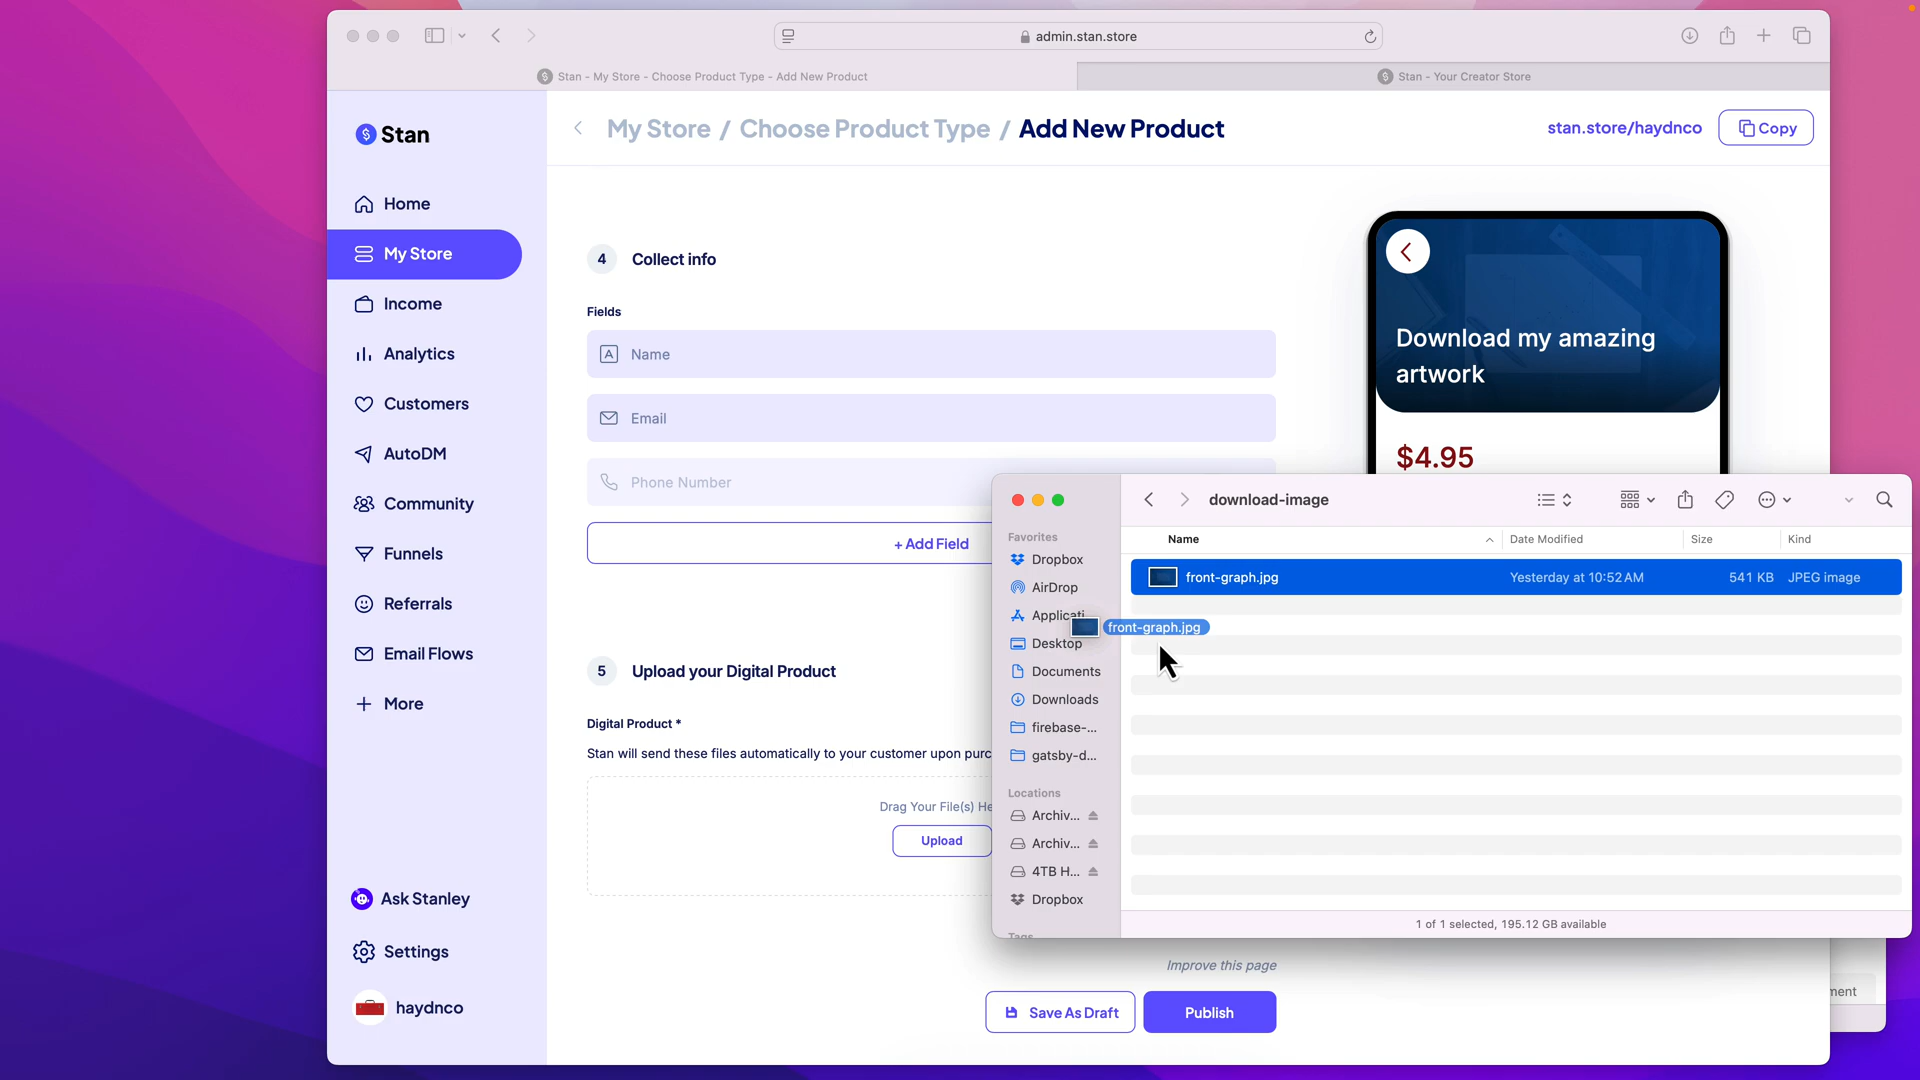 admin.stan.store
Stan - My Store - Choose Product Type - Add New Product
Stan - Your Creator Store
Stan
My Store / Choose Product Type / Add New Product
stan.store/haydnco
Copy
Home
My Store
Income
Analytics
Customers
AutoDM
Community
Funnels
Referrals
Email Flows
More
Ask Stanley
Settings
haydnco
4 Collect info
Fields
Name
Email
Phone Number
+ Add Field
5 Upload your Digital Product
Digital Product *
Stan will send these files automatically to your customer upon purc
Drag Your File(s) He
Upload
Improve this page
Save As Draft
Publish
Download my amazing
artwork
$4.95
download-image
Favorites
Dropbox
AirDrop
Applicati
Desktop
Documents
Downloads
firebase-...
gatsby-d...
Locations
Archiv...
Archiv...
4TB H...
Dropbox
Tags
Name Date Modified Size Kind
front-graph.jpg Yesterday at 10:52 AM 541 KB JPEG image
front-graph.jpg
1 of 1 selected, 195.12 GB available
ment